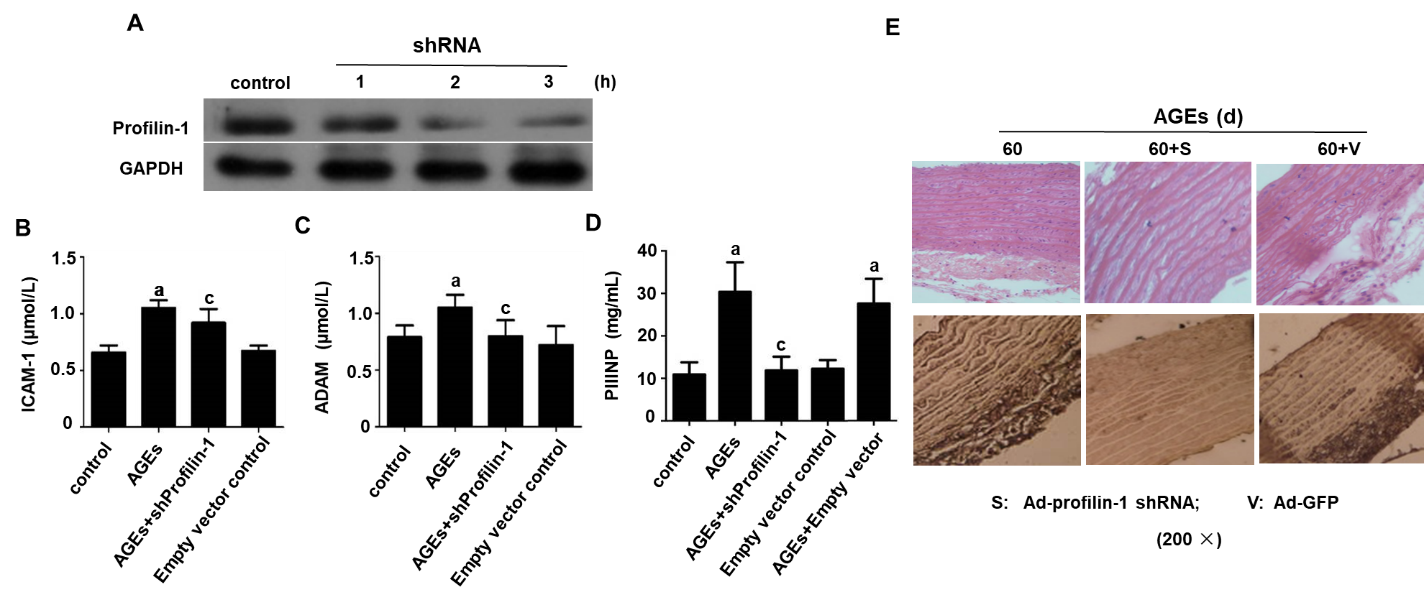 A
shRNA
control 1 2 3 (h)
Profilin-1
GAPDH
B
ICAM-1 (μmol/L)
1.5
1.0
0.5
0
a
c
control
AGEs
AGEs+shProfilin-1
Empty vector control
C
ADAM (μmol/L)
1.5
1.0
0.5
0
a
c
control
AGEs
AGEs+shProfilin-1
Empty vector control
D
PIIINP (mg/mL)
40
30
20
10
0
a
c
a
control
AGEs
AGEs+shProfilin-1
Empty vector control
AGEs+Empty vector
E
AGEs (d)
60 60+S 60+V
S: Ad-profilin-1 shRNA; V: Ad-GFP
(200 ×)